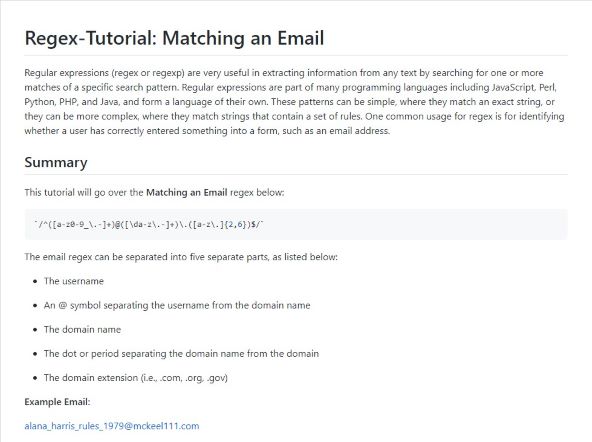 Regex-Tutorial: Matching an Email
Regular expressions (regex or regexp) are very useful in extracting information from any text by searching for one or more
matches of a specific search pattern. Regular expressions are part of many programming languages including JavaScript, Perl,
Python, PHP, and Java, and form a language of their own. These patterns can be simple, where they match an exact string, or
they can be more complex, where they match strings that contain a set of rules. One common usage for regex is for identifying
whether a user has correctly entered something into a form, such as an email address.
Summary
This tutorial will go over the Matching an Email regex below:
`/^([a-z0-9_\.-]+)@([\da-z\.-]+)\.([a-z\.]{2,6})$/`
The email regex can be separated into five separate parts, as listed below:
• The username
• An @ symbol separating the username from the domain name
• The domain name
• The dot or period separating the domain name from the domain
• The domain extension (i.e., .com, .org, .gov)
Example Email:
alana_harris_rules_1979@mckeel111.com